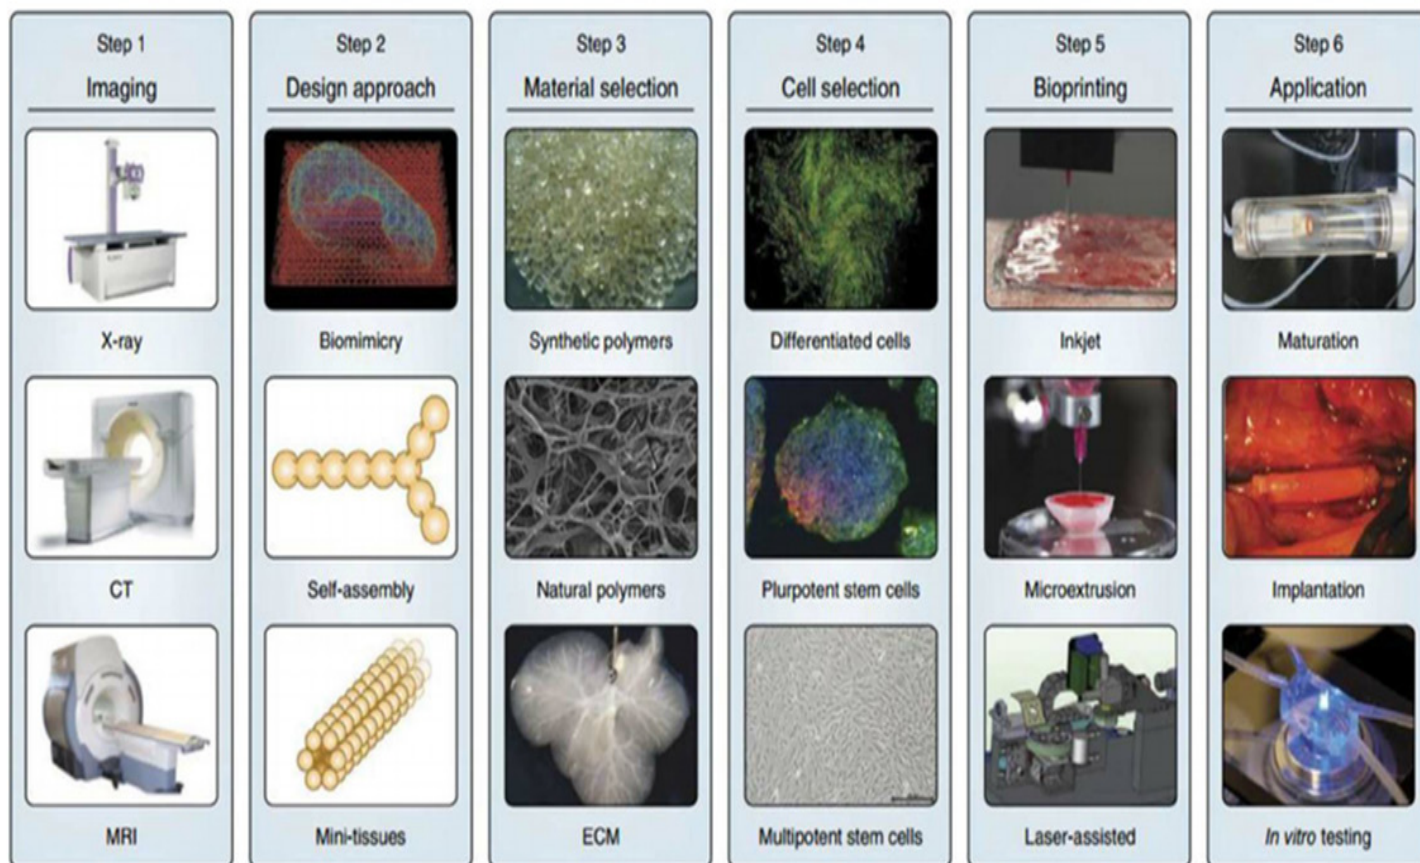 Step 1
Imaging
X-ray
CT
MRI
Step 2
Design approach
Biomimicry
Self-assembly
Mini-tissues
Step 3
Material selection
Synthetic polymers
Natural polymers
ECM
Step 4
Cell selection
Differentiated cells
Plurpotent stem cells
Multipotent stem cells
Step 5
Bioprinting
Inkjet
Microextrusion
Laser-assisted
Step 6
Application
Maturation
Implantation
In vitro testing